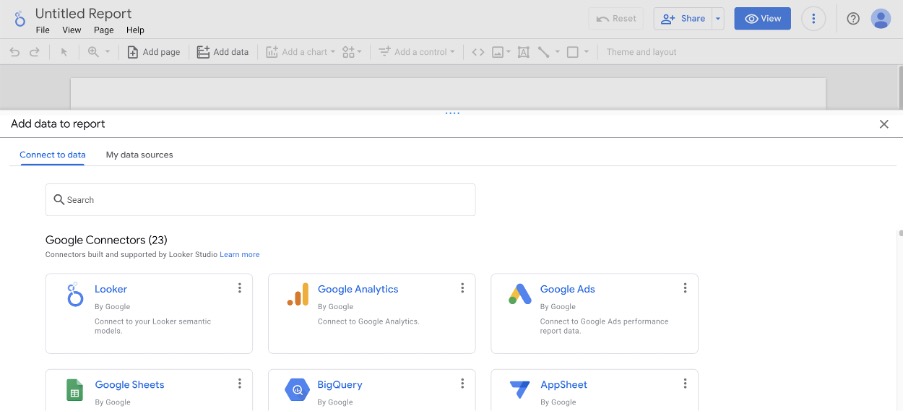 Untitled Report
File View Page Help
Reset
Share
View
Add page
Add data
Add a chart
Add a control
Theme and layout
Add data to report
Connect to data
My data sources
Search
Google Connectors (23)
Connectors built and supported by Looker Studio Learn more
Looker
By Google
Connect to your Looker semantic
models.
Google Analytics
By Google
Connect to Google Analytics.
Google Ads
By Google
Connect to Google Ads performance
report data.
Google Sheets
By Google
BigQuery
By Google
AppSheet
By Google